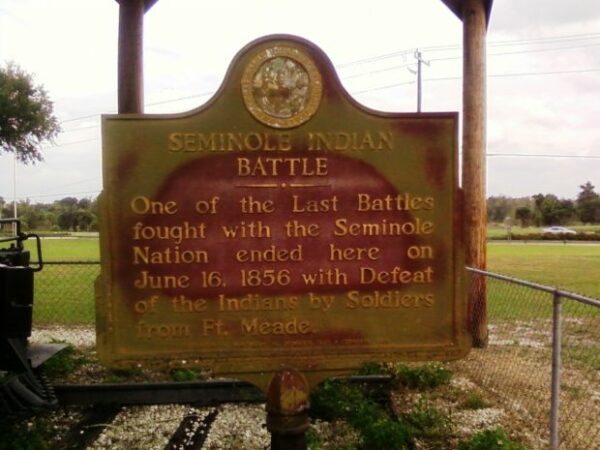 SEMINOLE INDIAN
BATTLE
One of the Last Battles
fought with the Seminole
Nation ended here on
June 16, 1856 with Defeat
of the Indians by Soldiers
from Ft. Meade.